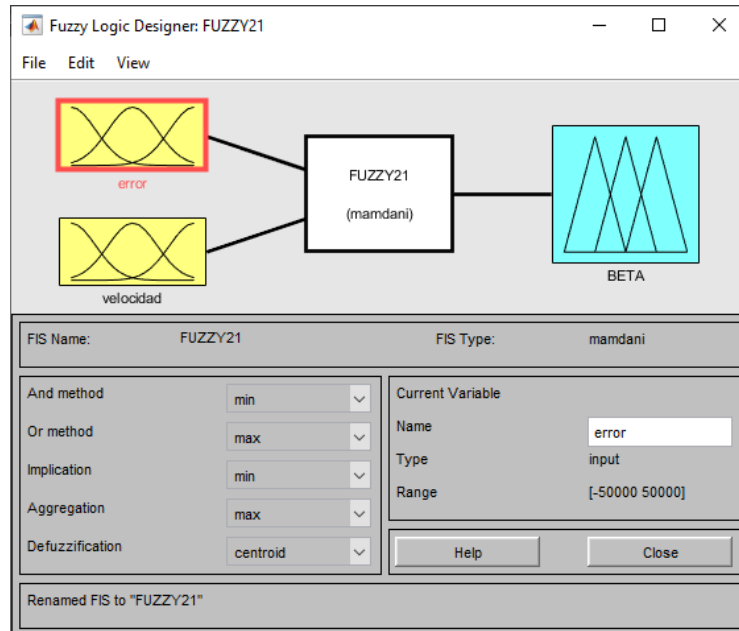 Fuzzy Logic Designer: FUZZY21
File Edit View
error
velocidad
FUZZY21
(mamdani)
BETA
FIS Name: FUZZY21 FIS Type: mamdani
And method min
Or method max
Implication min
Aggregation max
Defuzzification centroid
Current Variable
Name error
Type input
Range [-50000 50000]
Help Close
Renamed FIS to "FUZZY21"